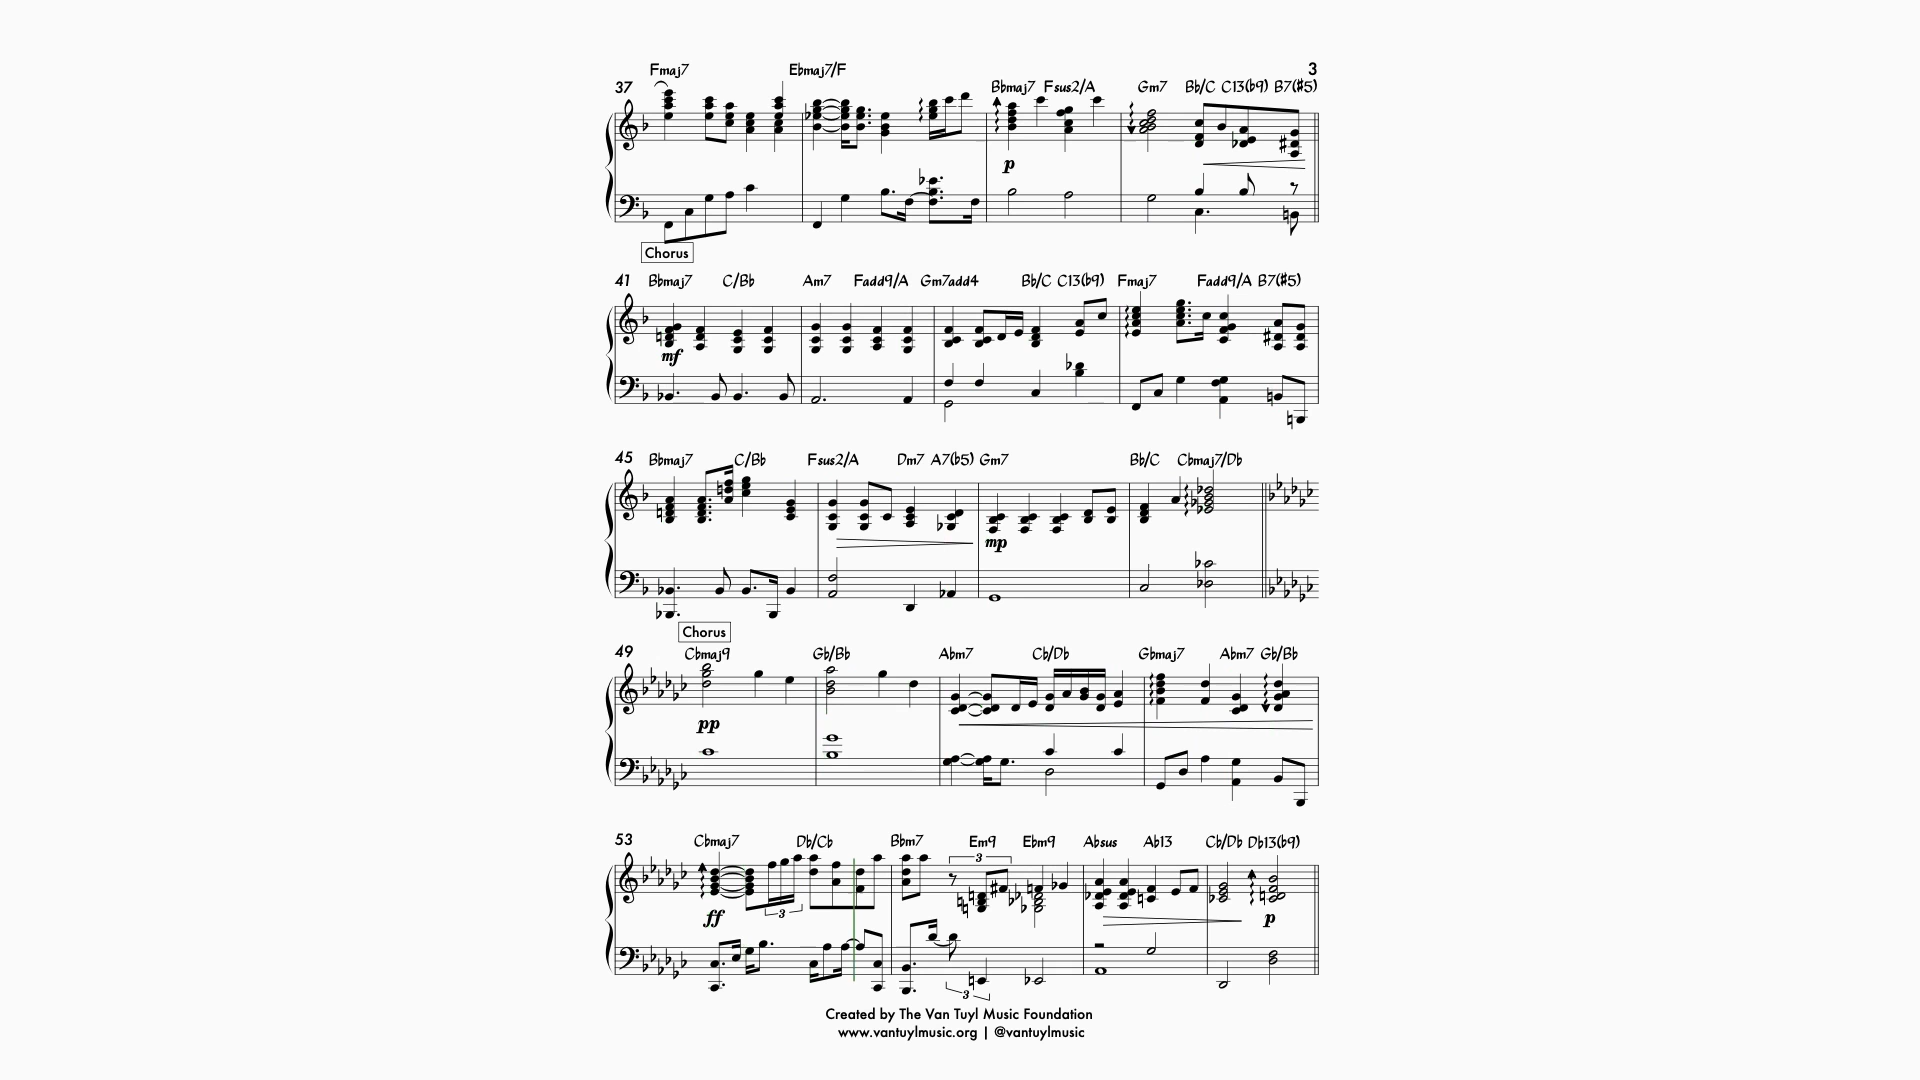 Fmaj7 Ebmaj7/F 3
37 Bbmaj7 Fsus2/A Gm7 Bb/C C13(b9) B7(#5)
p
Chorus
41 Bbmaj7 C/Bb Am7 Fadd9/A Gm7add4 Bb/C C13(b9) Fmaj7 Fadd9/A B7(#5)
mf
45 Bbmaj7 C/Bb Fsus2/A Dm7 A7(b5) Gm7 Bb/C Cbmaj7/Db
mp
Chorus
49 Cbmaj9 Gb/Bb Abm7 Cb/Db Gbmaj7 Abm7 Gb/Bb
pp
53 Cbmaj7 Db/Cb Bbm7 Em9 Ebm9 Absus Ab13 Cb/Db Db13(b9)
3
ff 3 p
3
Created by The Van Tuyl Music Foundation
www.vantuylmusic.org | @vantuylmusic